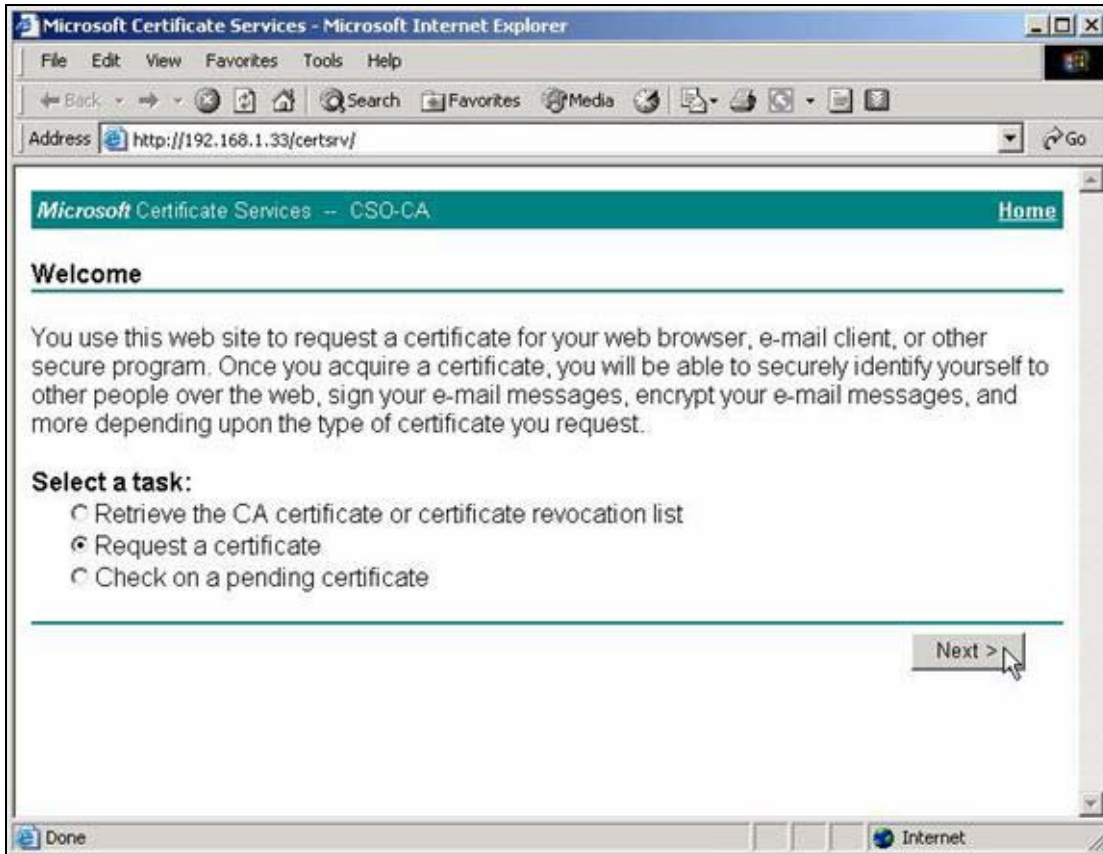 Microsoft Certificate Services - Microsoft Internet Explorer
File Edit View Favorites Tools Help
Back Search Favorites Media
Address http://192.168.1.33/certsrv/ Go
Microsoft Certificate Services -- CSO-CA Home
Welcome
You use this web site to request a certificate for your web browser, e-mail client, or other
secure program. Once you acquire a certificate, you will be able to securely identify yourself to
other people over the web, sign your e-mail messages, encrypt your e-mail messages, and
more depending upon the type of certificate you request.
Select a task:
Retrieve the CA certificate or certificate revocation list
Request a certificate
Check on a pending certificate
Next >
Done Internet